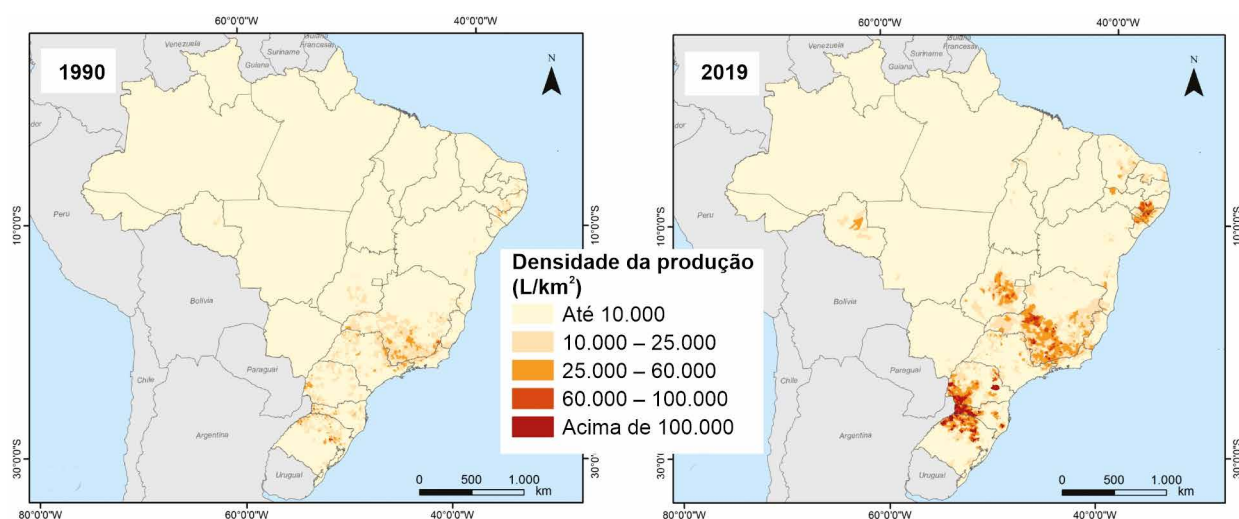 60°0'0"W
40°0'0"W
Venezuela
Suriname
Guiana
Francesa
Guiana
1990
N
dor
Peru
10°0'0"S
10°0'0"S
Bolívia
Paraguai
Chile
Argentina
Uruguai
30°0'0"S
30°0'0"S
0 500 1.000
km
80°0'0"W
60°0'0"W
40°0'0"W
Densidade da produção
(L/km²)
Até 10.000
10.000 – 25.000
25.000 – 60.000
60.000 – 100.000
Acima de 100.000
60°0'0"W
40°0'0"W
Venezuela
Suriname
Guiana
Francesa
Guiana
2019
N
dor
Peru
10°0'0"S
10°0'0"S
Bolívia
Paraguai
Chile
Argentina
Uruguai
30°0'0"S
0 500 1.000
km
80°0'0"W
60°0'0"W
40°0'0"W